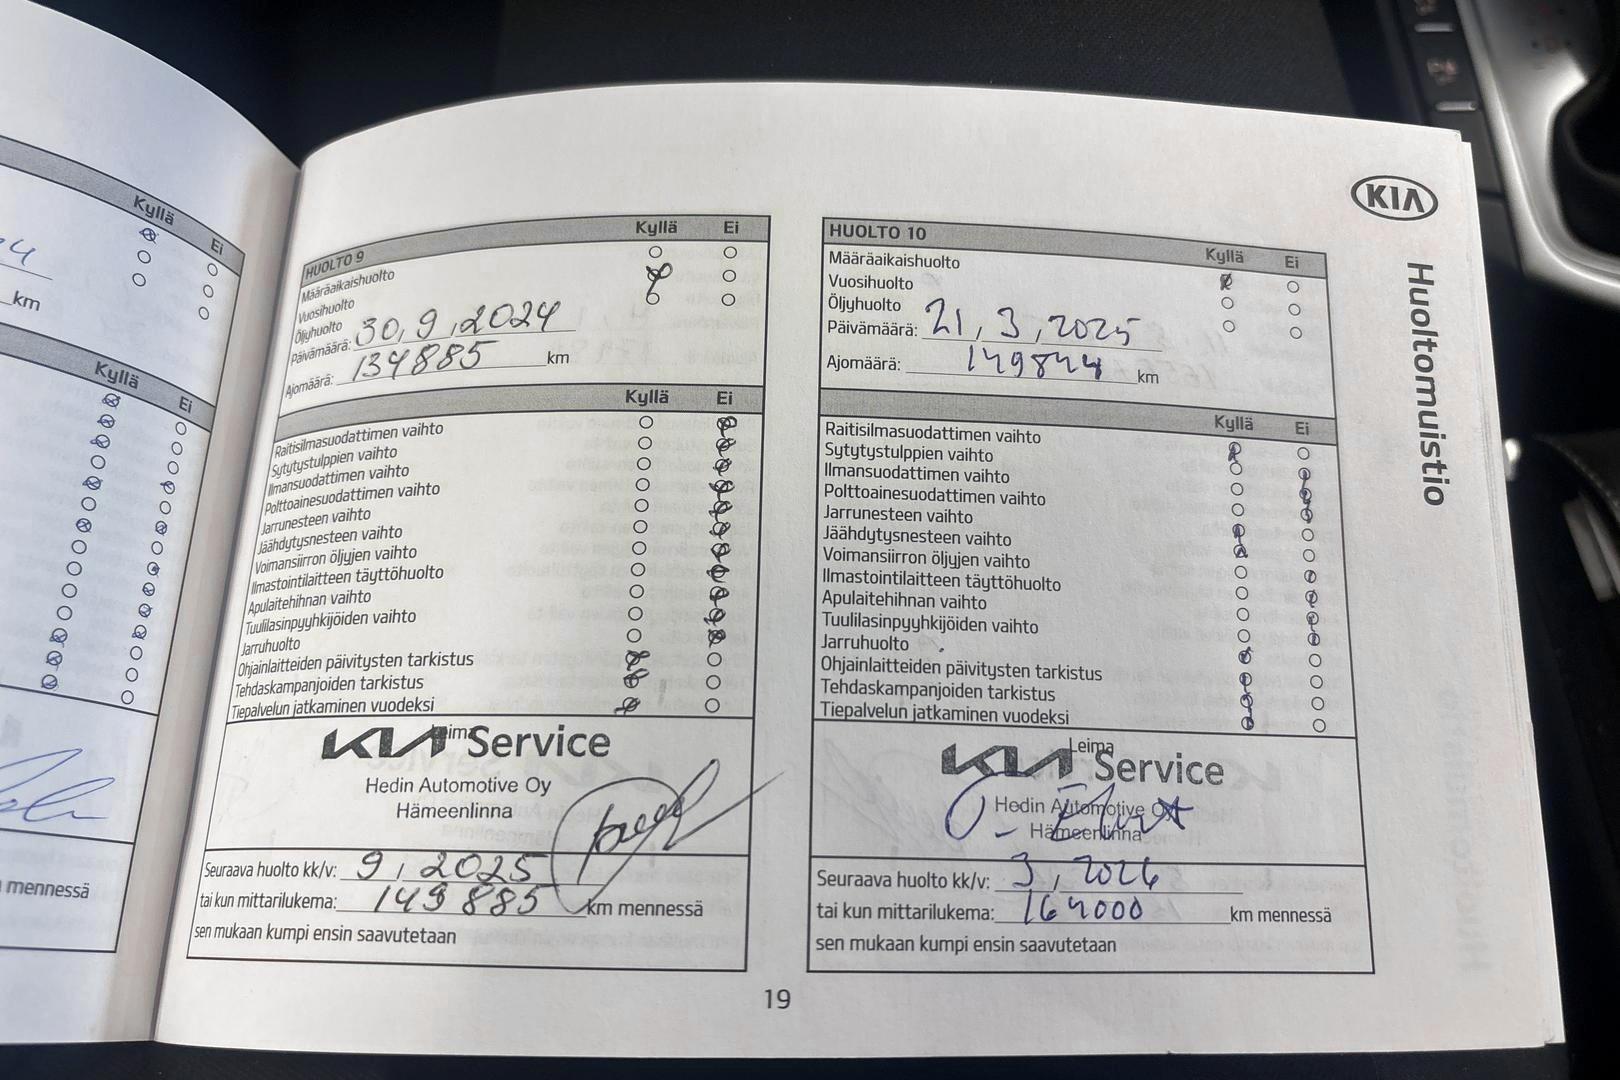 Kyllä
Ei
km
Kyllä
Ei
mennessä
KIA
Huoltomuistio
HUOLTO 9
Kyllä
Ei
Määräaikaishuolto
Vuosihuolto
Öljyhuolto
Päivämäärä: 30,9,2024
Ajomäärä: 134885 km
Kyllä
Ei
Raitisilmasuodattimen vaihto
Sytytystulppien vaihto
Ilmansuodattimen vaihto
Polttoainesuodattimen vaihto
Jarrunesteen vaihto
Jäähdytysnesteen vaihto
Voimansiirron öljyjen vaihto
Ilmastointilaitteen täyttöhuolto
Apulaitehihnan vaihto
Tuulilasinpyyhkijöiden vaihto
Jarruhuolto
Ohjainlaitteiden päivitysten tarkistus
Tehdaskampanjoiden tarkistus
Tiepalvelun jatkaminen vuodeksi
KIA Service
Hedin Automotive Oy
Hämeenlinna
Seuraava huolto kk/v: 9, 2025
tai kun mittarilukema: 149885 km mennessä
sen mukaan kumpi ensin saavutetaan
HUOLTO 10
Kyllä
Ei
Määräaikaishuolto
Vuosihuolto
Öljyhuolto
Päivämäärä: 21,3,2025
Ajomäärä: 149844 km
Kyllä
Ei
Raitisilmasuodattimen vaihto
Sytytystulppien vaihto
Ilmansuodattimen vaihto
Polttoainesuodattimen vaihto
Jarrunesteen vaihto
Jäähdytysnesteen vaihto
Voimansiirron öljyjen vaihto
Ilmastointilaitteen täyttöhuolto
Apulaitehihnan vaihto
Tuulilasinpyyhkijöiden vaihto
Jarruhuolto
Ohjainlaitteiden päivitysten tarkistus
Tehdaskampanjoiden tarkistus
Tiepalvelun jatkaminen vuodeksi
Leima
KIA Service
Hedin Automotive Oy
Hämeenlinna
Seuraava huolto kk/v: 3, 2026
tai kun mittarilukema: 164000 km mennessä
sen mukaan kumpi ensin saavutetaan
19